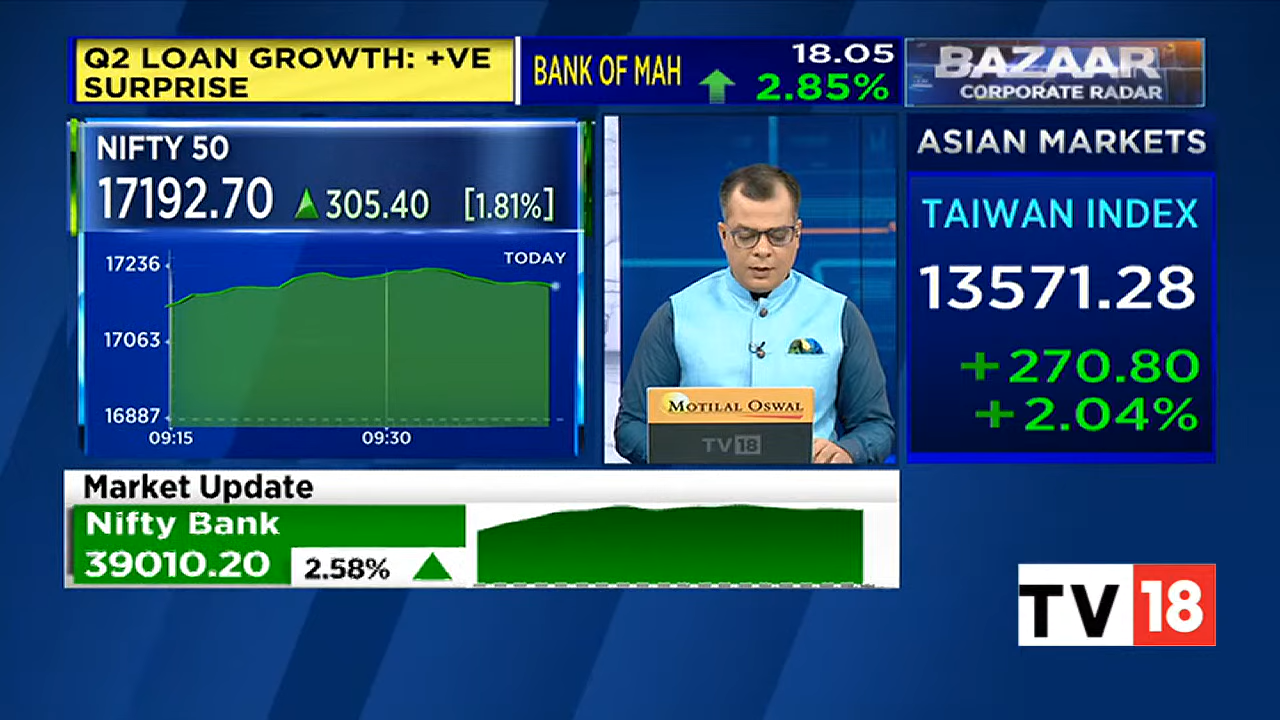 Q2 LOAN GROWTH: +VE
SURPRISE
BANK OF MAH
18.05
2.85%
BAZAAR
CORPORATE RADAR
NIFTY 50
17192.70 305.40 [1.81%]
TODAY
17236
17063
16887
09:15
09:30
MOTILAL OSWAL
TV18
ASIAN MARKETS
TAIWAN INDEX
13571.28
+270.80
+2.04%
Market Update
Nifty Bank
39010.20
2.58%
TV18